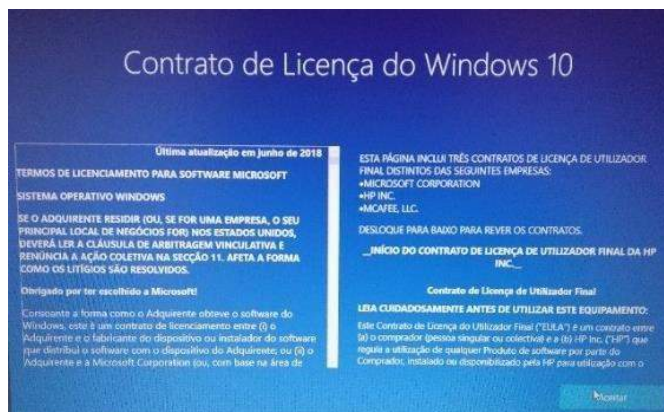 Contrato de Licença do Windows 10
Última atualização em Junho de 2018
TERMOS DE LICENCIAMENTO PARA SOFTWARE MICROSOFT
SISTEMA OPERATIVO WINDOWS
SE O ADQUIRENTE RESIDIR (OU, SE FOR UMA EMPRESA, O SEU
PRINCIPAL LOCAL DE NEGÓCIOS FOR) NOS ESTADOS UNIDOS,
DEVERÁ LER A CLÁUSULA DE ARBITRAGEM VINCULATIVA E
RENÚNCIA A AÇÃO COLETIVA NA SECÇÃO 11. AFETA A FORMA
COMO OS LITÍGIOS SÃO RESOLVIDOS.
Obrigado por ter escolhido a Microsoft!
Consoante a forma como o Adquirente obteve o software do
Windows, este é um contrato de licenciamento entre (i) o
Adquirente e o fabricante do dispositivo ou instalador do software
que distribui o software com o dispositivo do Adquirente; ou (ii) o
Adquirente e a Microsoft Corporation (ou, com base na área de
ESTA PÁGINA INCLUI TRÊS CONTRATOS DE LICENÇA DE UTILIZADOR
FINAL DISTINTOS DAS SEGUINTES EMPRESAS:
•MICROSOFT CORPORATION
•HP INC.
•MCAFEE, LLC.
DESLOQUE PARA BAIXO PARA REVER OS CONTRATOS.
__INÍCIO DO CONTRATO DE LICENÇA DE UTILIZADOR FINAL DA HP
INC.__
Contrato de Licença de Utilizador Final
LEIA CUIDADOSAMENTE ANTES DE UTILIZAR ESTE EQUIPAMENTO:
Este Contrato de Licença do Utilizador Final ("EULA") é um contrato entre
(a) o comprador (pessoa singular ou colectiva) e a (b) HP Inc. ("HP") que
regula a utilização de qualquer Produto de software por parte do
Comprador, instalado ou disponibilizado pela HP para utilização com o
Aceitar